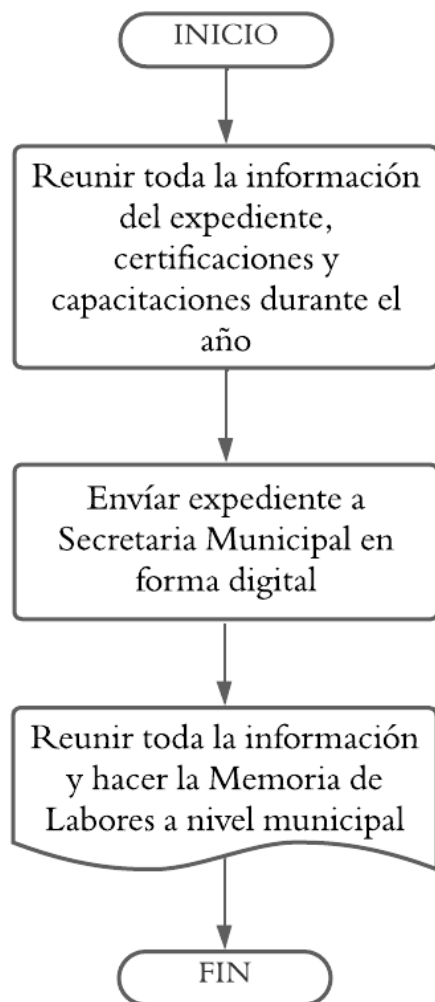 INICIO
Reunir toda la información
del expediente,
certificaciones y
capacitaciones durante el
año
Envíar expediente a
Secretaria Municipal en
forma digital
Reunir toda la información
y hacer la Memoria de
Labores a nivel municipal
FIN